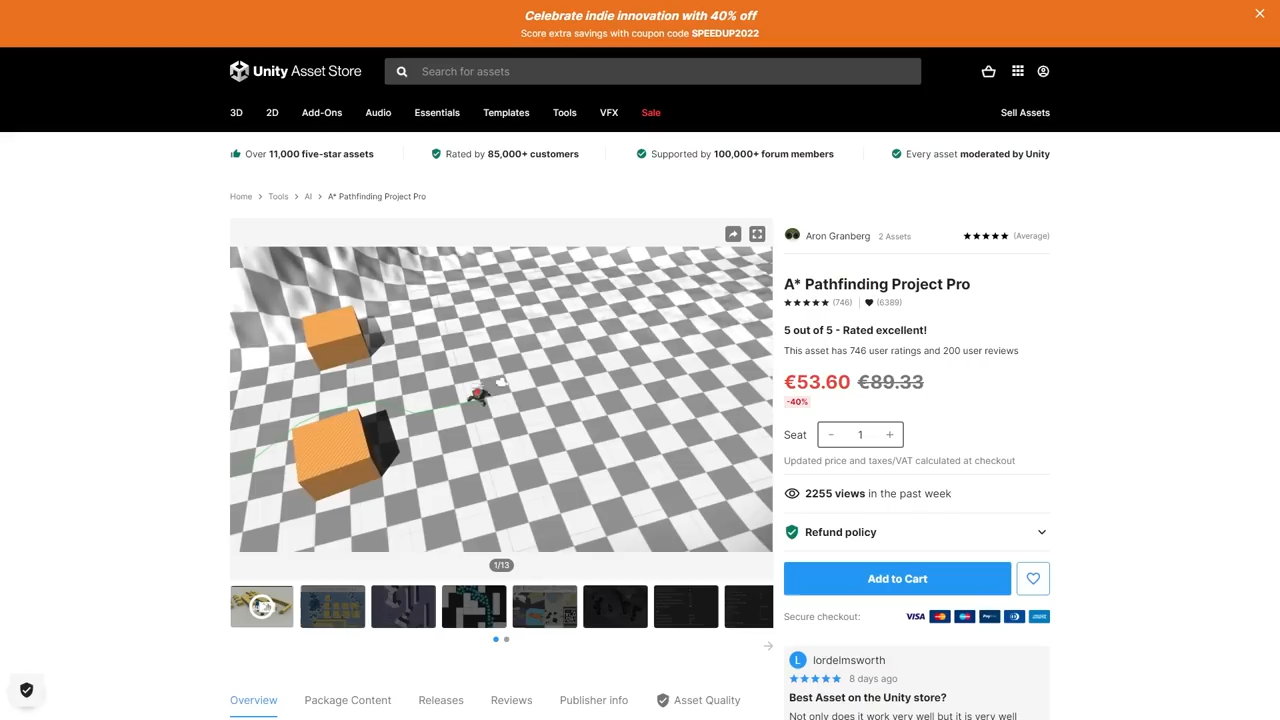 Celebrate indie innovation with 40% off
Score extra savings with coupon code SPEEDUP2022
Unity Asset Store
Search for assets
3D 2D Add-Ons Audio Essentials Templates Tools VFX Sale Sell Assets
Over 11,000 five-star assets Rated by 85,000+ customers Supported by 100,000+ forum members Every asset moderated by Unity
Home > Tools > AI > A* Pathfinding Project Pro
Aron Granberg 2 Assets (Average)
A* Pathfinding Project Pro
(746) (6389)
5 out of 5 - Rated excellent!
This asset has 746 user ratings and 200 user reviews
€53.60 €89.33
-40%
Seat - 1 +
Updated price and taxes/VAT calculated at checkout
2255 views in the past week
Refund policy
1/13
Add to Cart
Secure checkout: VISA
L lordelmsworth
8 days ago
Best Asset on the Unity store?
Not only does it work very well but it is very well
Overview Package Content Releases Reviews Publisher info Asset Quality